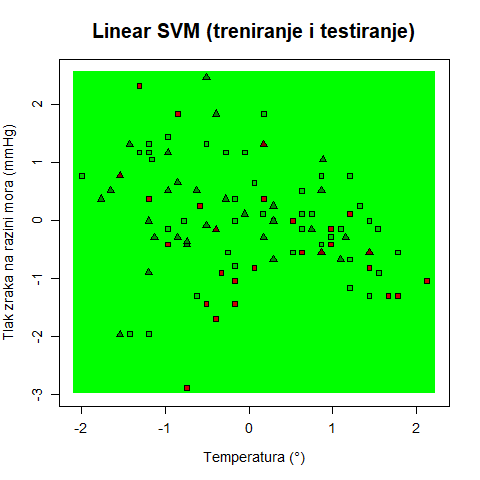 Linear SVM (treniranje i testiranje)
Tlak zraka na razini mora (mmHg)
2
1
0
-1
-2
-3
-2 -1 0 1 2
Temperatura (°)